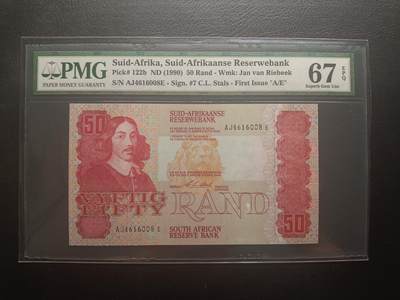 PMG
PAPER MONEY GUARANTY
Suid-Afrika, Suid-Afrikaanse Reserwebank
Pick# 122b ND (1990) 50 Rand - Wmk: Jan van Riebeek
S/N AJ4616008E - Sign. #7 C.L. Stals - First Issue "A/E"
67 EPQ
Superb Gem Unc
50
SUID-AFRIKAANSE
RESERWEBANK
AJ4616008 E
VYFTIG
FIFTY
RAND
AJ4616008 E
SOUTH AFRICAN
RESERVE BANK
50